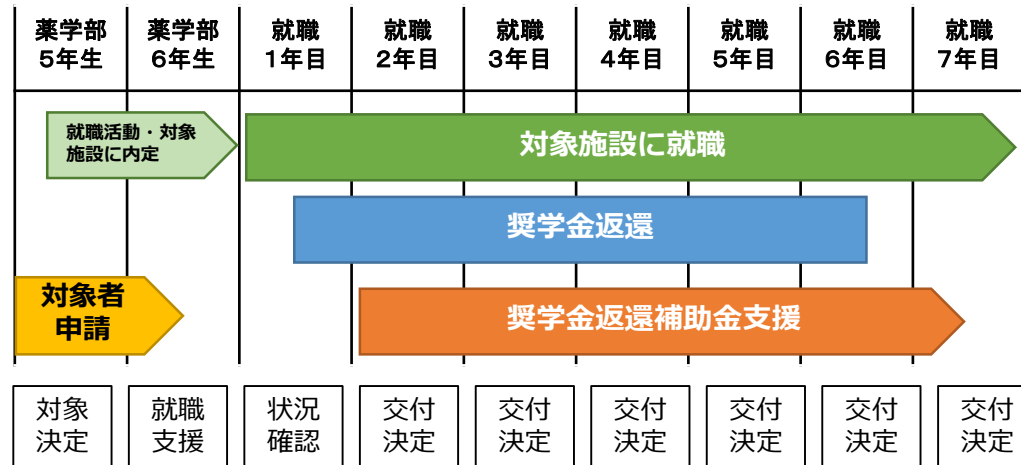 薬学部
5年生
薬学部
6年生
就職
1年目
就職
2年目
就職
3年目
就職
4年目
就職
5年目
就職
6年目
就職
7年目
就職活動・対象
施設に内定
対象施設に就職
奨学金返還
対象者
申請
奨学金返還補助金支援
対象
決定
就職
支援
状況
確認
交付
決定
交付
決定
交付
決定
交付
決定
交付
決定
交付
決定